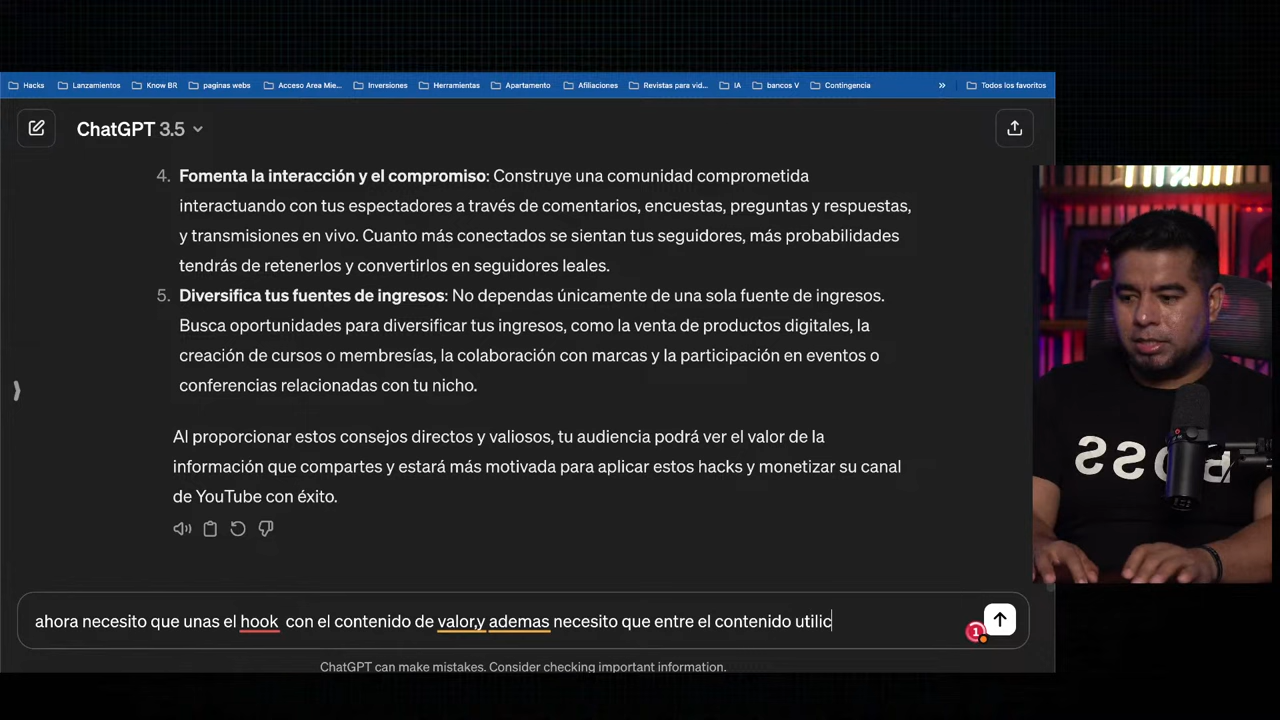 Hacks Lanzamientos Know BR paginas webs Acceso Area Mie... Inversiones Herramientas Apartamento Afiliaciones Revistas para vid... IA bancos V Contingencia » Todos los favoritos
ChatGPT 3.5
4. Fomenta la interacción y el compromiso: Construye una comunidad comprometida
interactuando con tus espectadores a través de comentarios, encuestas, preguntas y respuestas,
y transmisiones en vivo. Cuanto más conectados se sientan tus seguidores, más probabilidades
tendrás de retenerlos y convertirlos en seguidores leales.
5. Diversifica tus fuentes de ingresos: No dependas únicamente de una sola fuente de ingresos.
Busca oportunidades para diversificar tus ingresos, como la venta de productos digitales, la
creación de cursos o membresías, la colaboración con marcas y la participación en eventos o
conferencias relacionadas con tu nicho.
Al proporcionar estos consejos directos y valiosos, tu audiencia podrá ver el valor de la
información que compartes y estará más motivada para aplicar estos hacks y monetizar su canal
de YouTube con éxito.
ahora necesito que unas el hook con el contenido de valor,y ademas necesito que entre el contenido utilic
1
ChatGPT can make mistakes. Consider checking important information.
BOSS